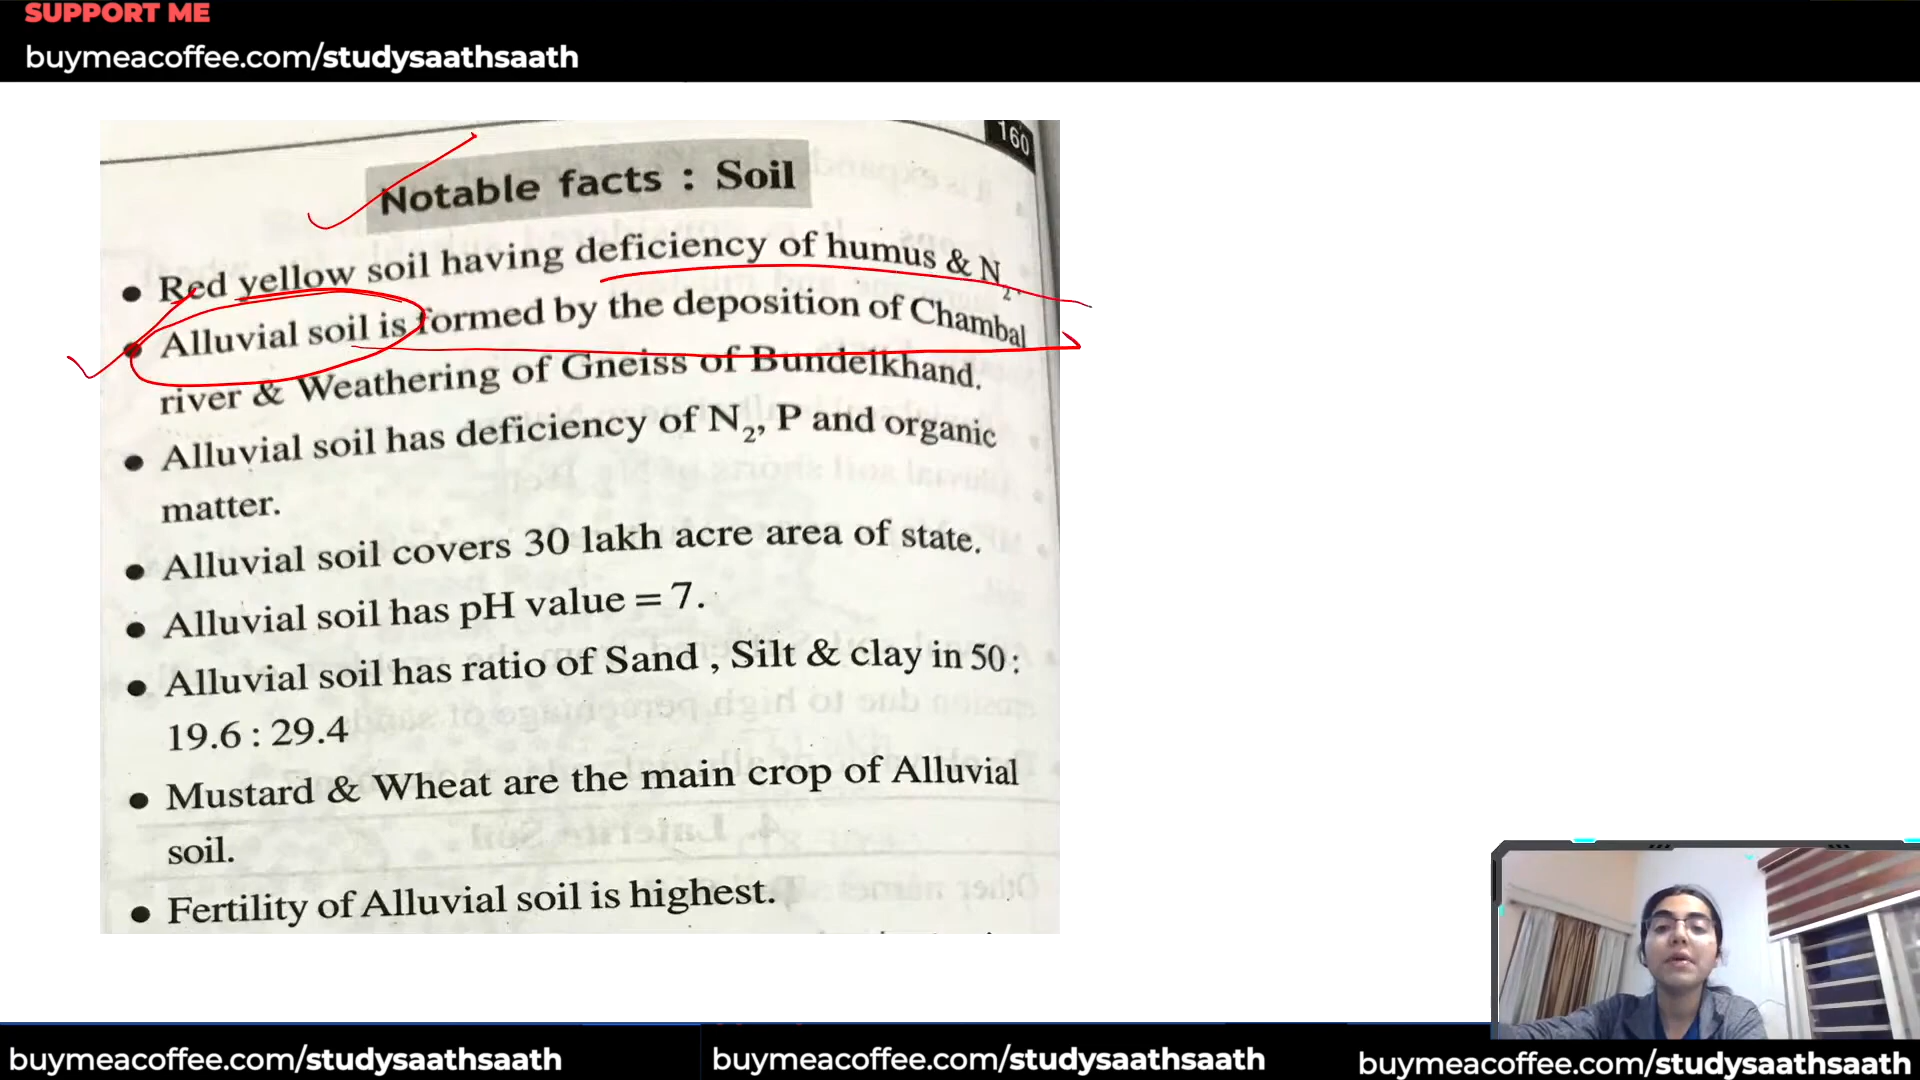 SUPPORT ME
buymeacoffee.com/studysaathsaath
160
Notable facts : Soil
• Red yellow soil having deficiency of humus & N₂.
• Alluvial soil is formed by the deposition of Chambal
river & Weathering of Gneiss of Bundelkhand.
• Alluvial soil has deficiency of N₂, P and organic
matter.
• Alluvial soil covers 30 lakh acre area of state.
• Alluvial soil has pH value = 7.
• Alluvial soil has ratio of Sand , Silt & clay in 50 :
19.6 : 29.4
• Mustard & Wheat are the main crop of Alluvial
soil.
• Fertility of Alluvial soil is highest.
buymeacoffee.com/studysaathsaath
buymeacoffee.com/studysaathsaath
buymeacoffee.com/studysaathsaath